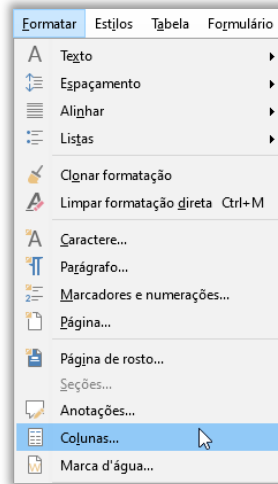 Formatar Estilos Tabela Formulário
Texto
Espaçamento
Alinhar
Listas
Clonar formatação
Limpar formatação direta Ctrl+M
Caractere...
Parágrafo...
Marcadores e numerações...
Página...
Página de rosto...
Seções...
Anotações...
Colunas...
Marca d'água...